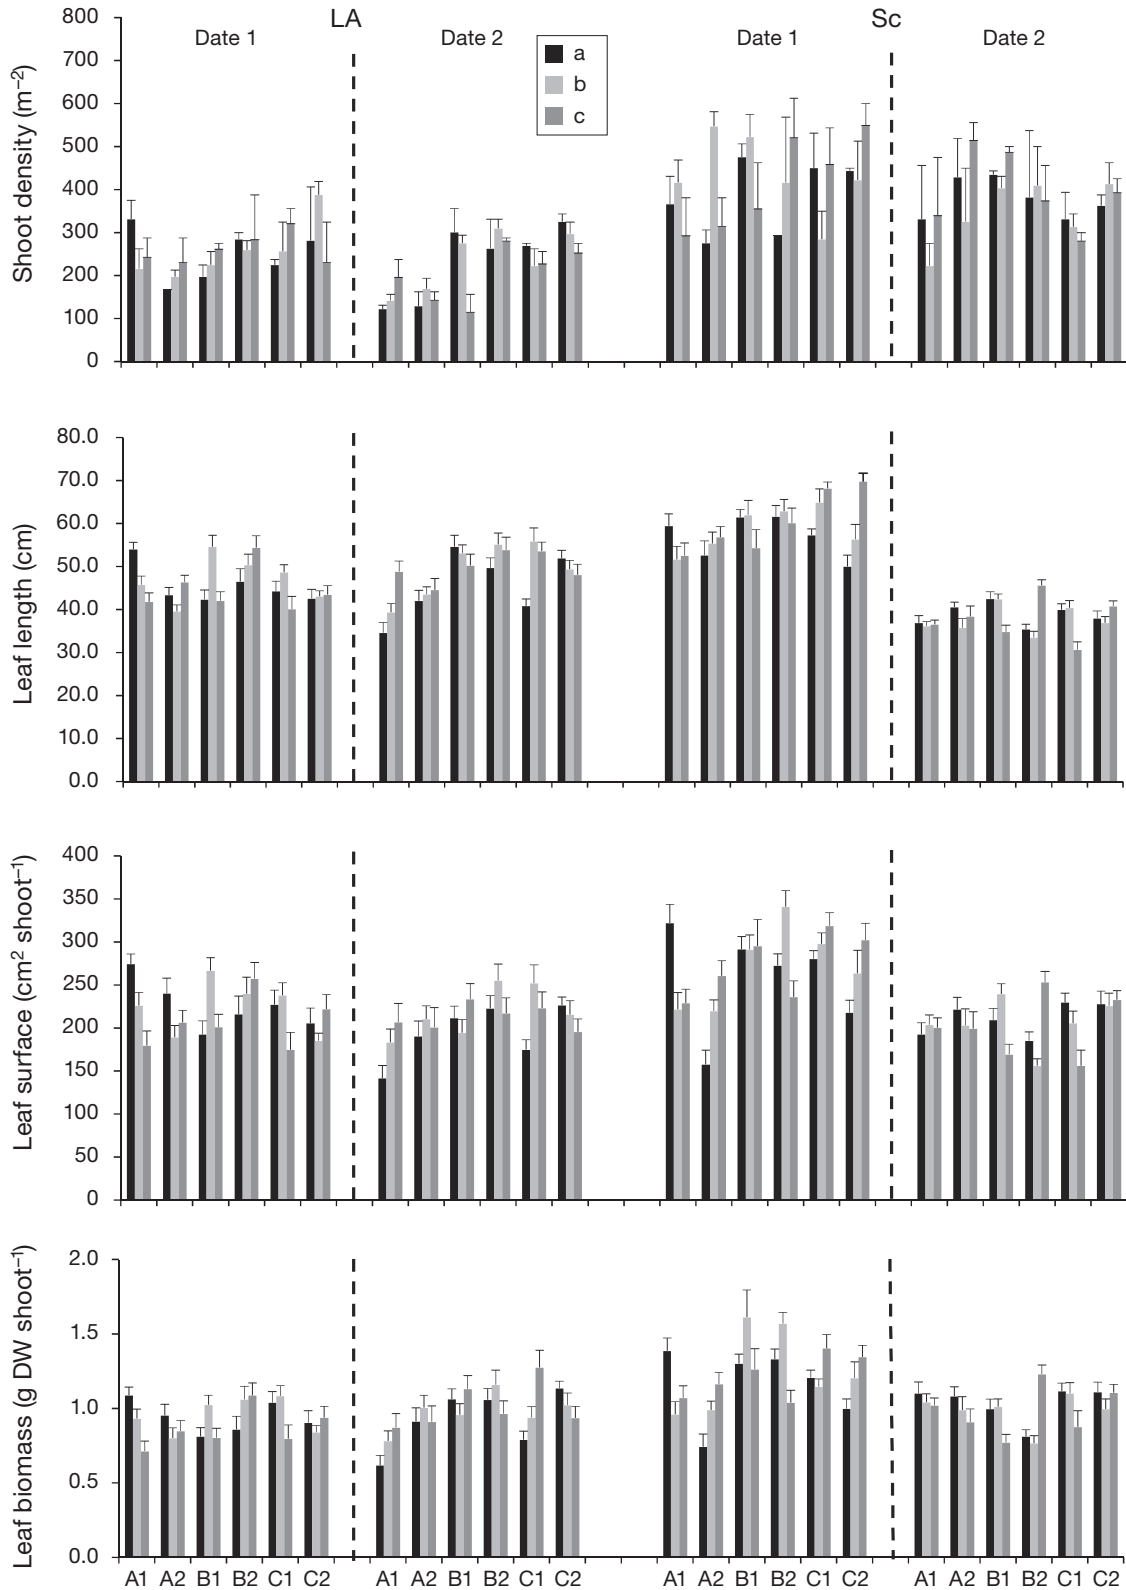 LA
Sc
Date 1
Date 2
Date 1
Date 2
a
b
c
Shoot density (m⁻²)
800
700
600
500
400
300
200
100
0
Leaf length (cm)
80.0
70.0
60.0
50.0
40.0
30.0
20.0
10.0
0.0
Leaf surface (cm² shoot⁻¹)
400
350
300
250
200
150
100
50
0
Leaf biomass (g DW shoot⁻¹)
2.0
1.5
1.0
0.5
0.0
A1 A2 B1 B2 C1 C2 A1 A2 B1 B2 C1 C2 A1 A2 B1 B2 C1 C2 A1 A2 B1 B2 C1 C2